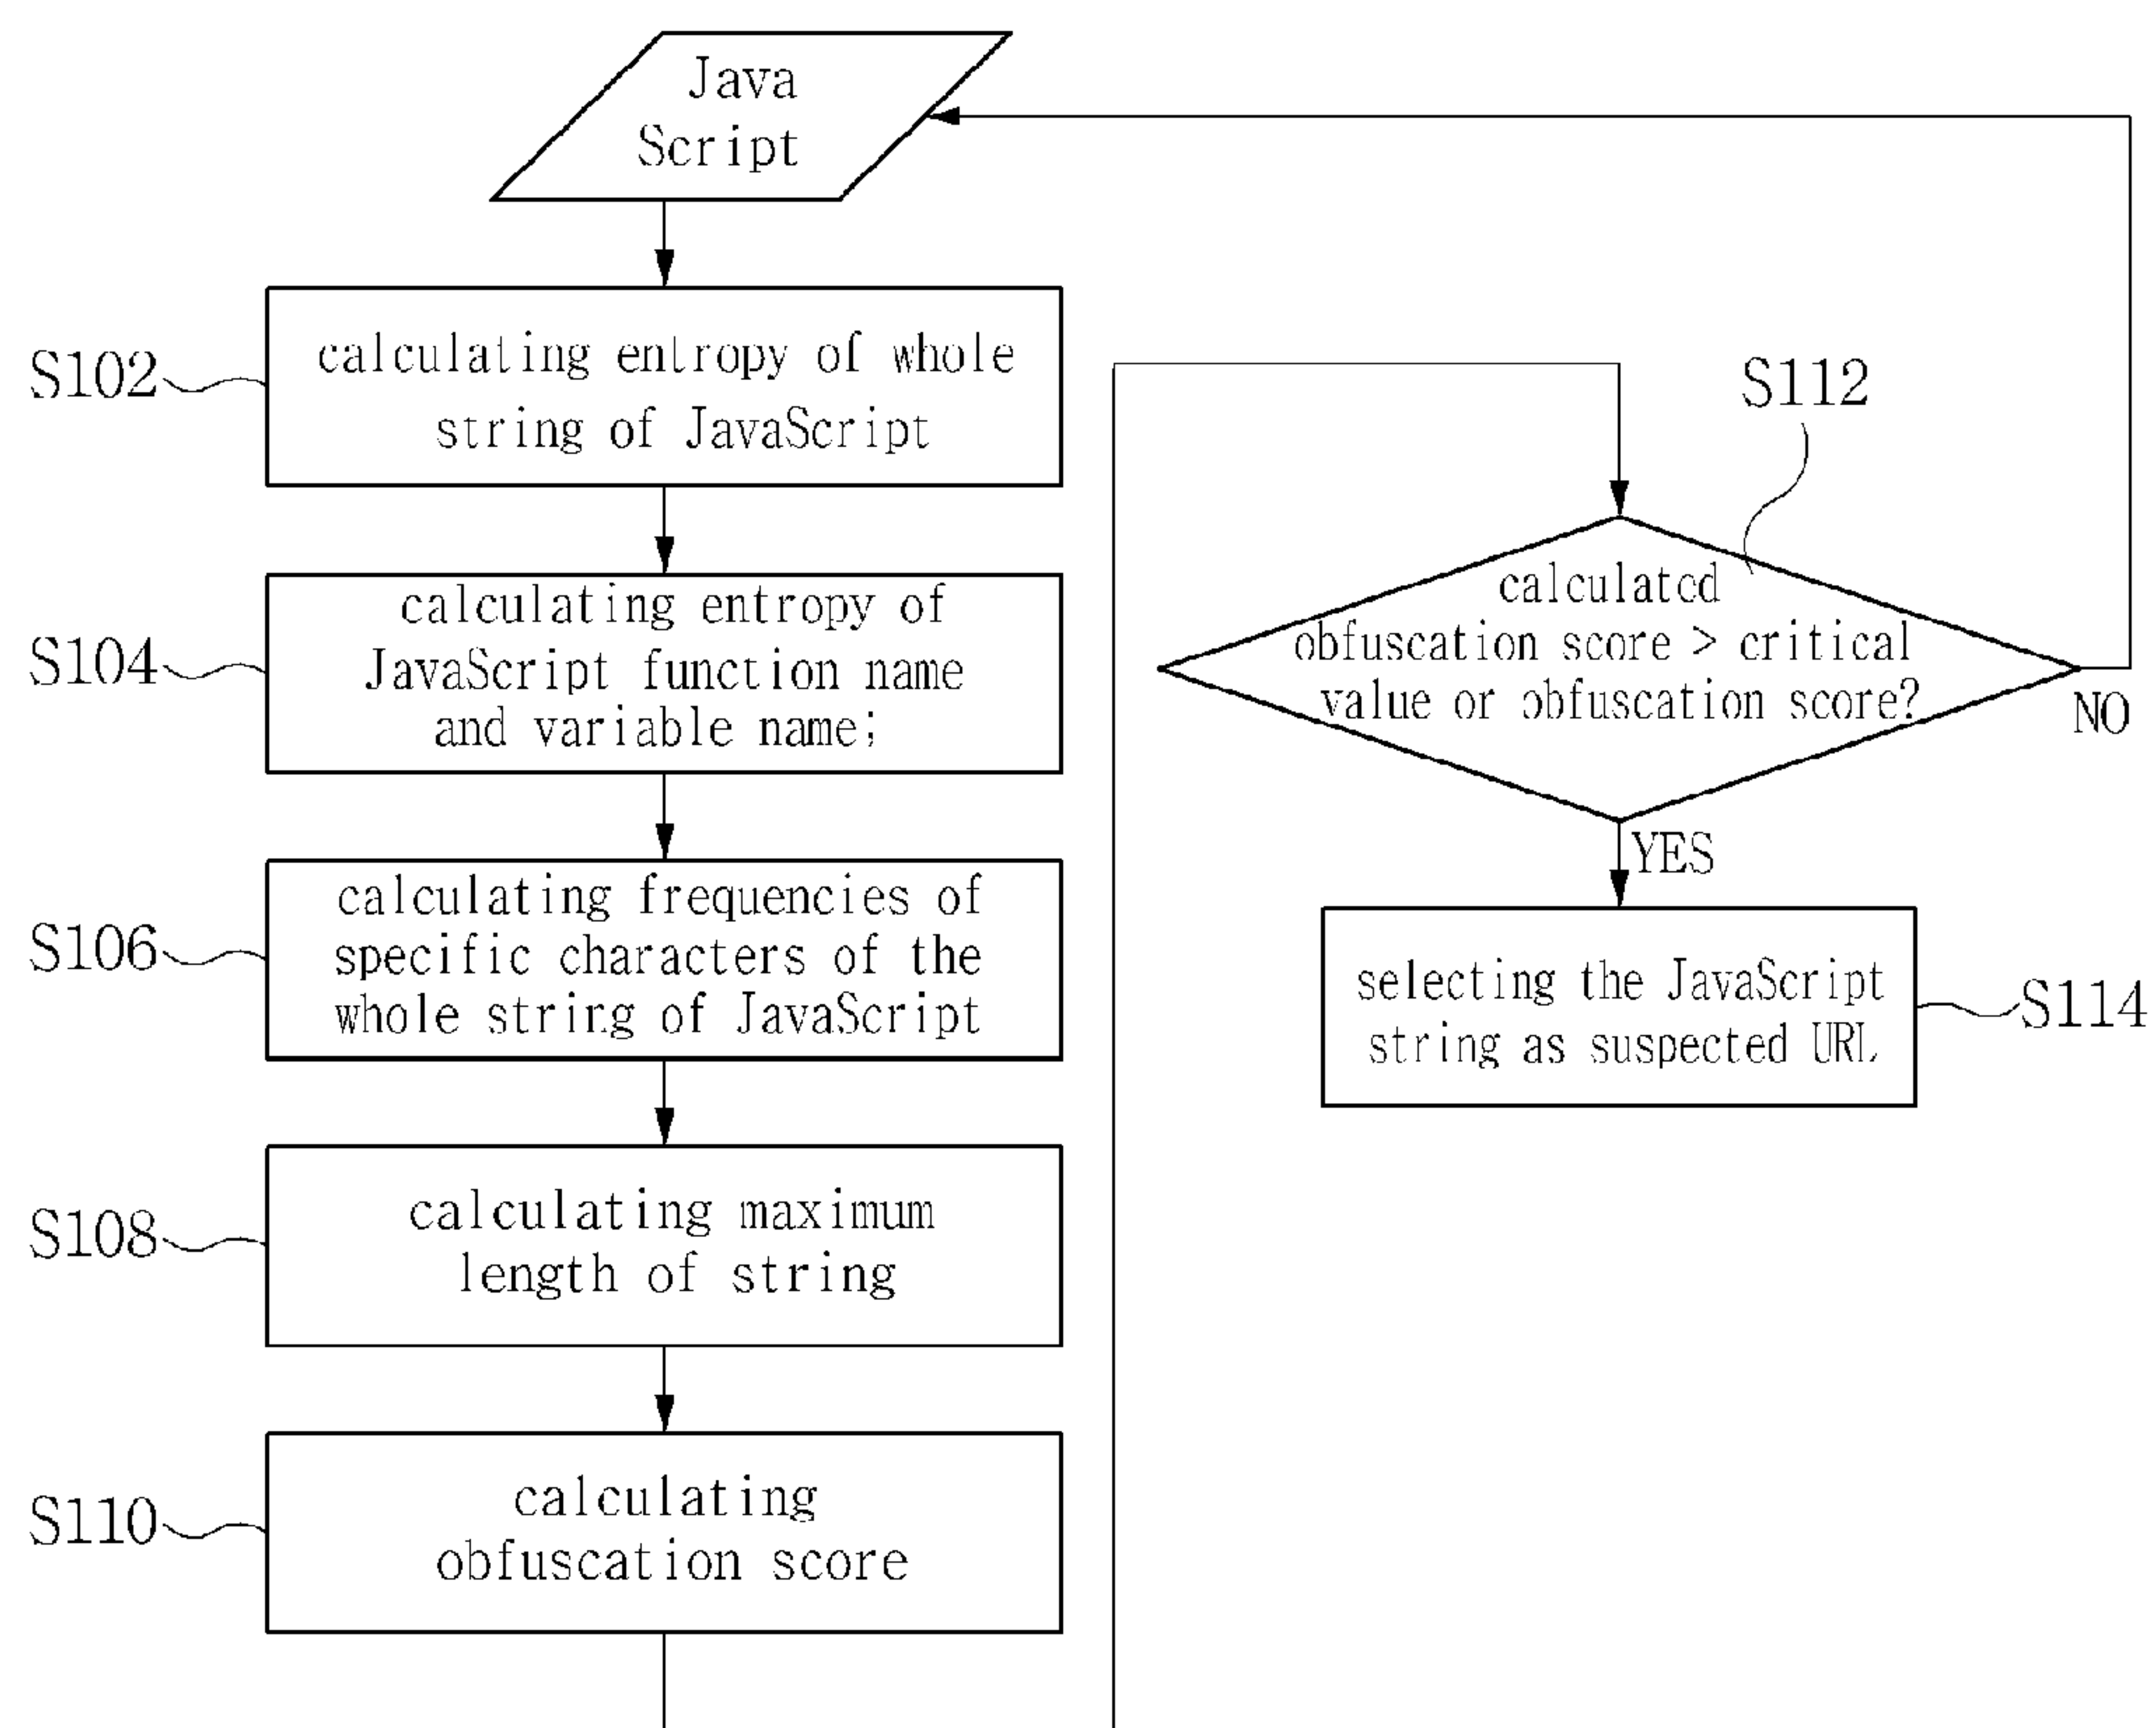 Java
Script
S102
calculating entropy of whole
string of JavaScript
S104
calculating entropy of
JavaScript function name
and variable name;
S106
calculating frequencies of
specific characters of the
whole string of JavaScript
S108
calculating maximum
length of string
S110
calculating
obfuscation score
S112
calculated
obfuscation score > critical
value or obfuscation score?
NO
YES
selecting the JavaScript
string as suspected URL
S114